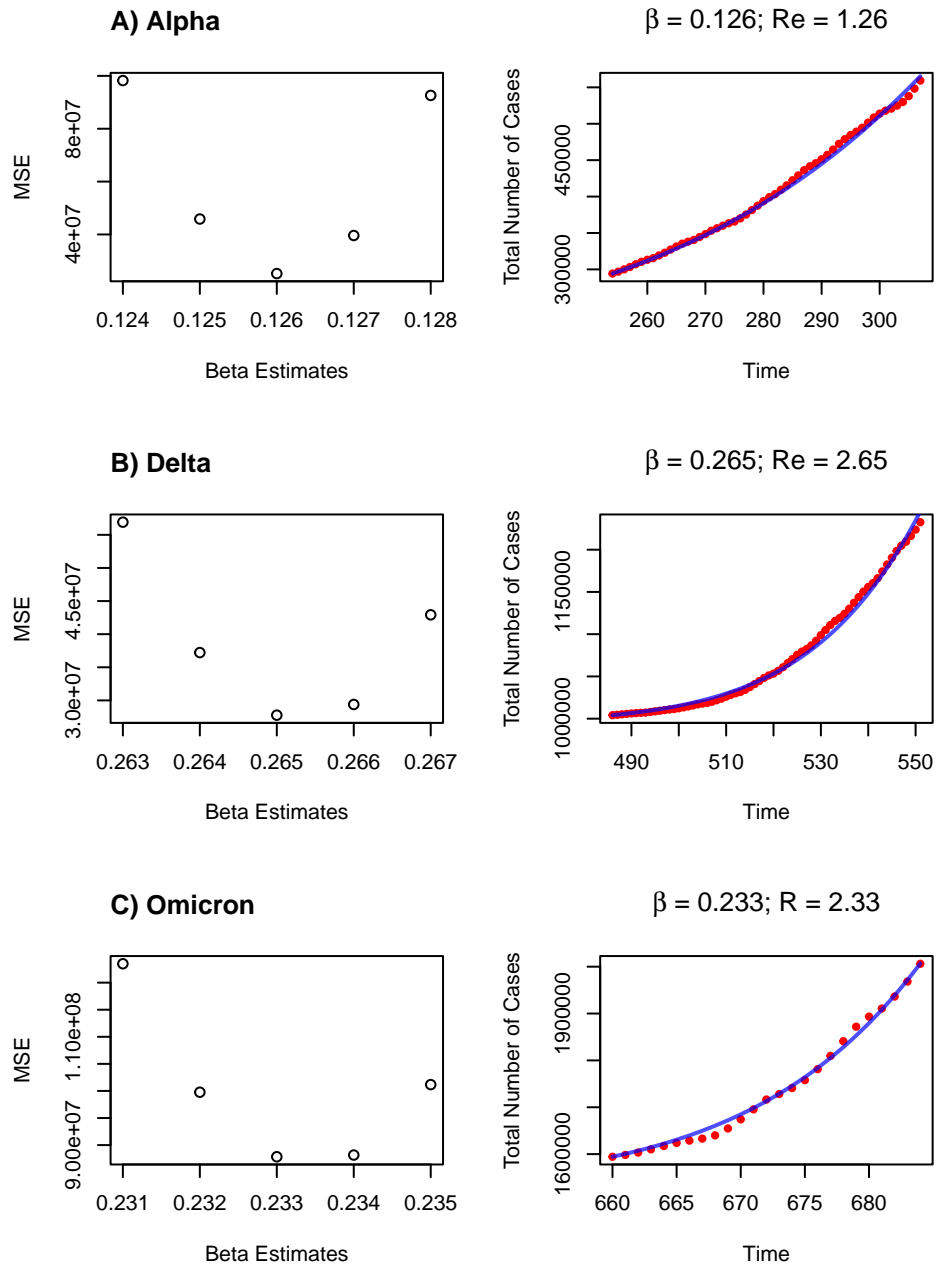 A) Alpha
β = 0.126; Re = 1.26
MSE
4e+07 8e+07
0.124 0.125 0.126 0.127 0.128
Beta Estimates
Total Number of Cases
300000 450000
260 270 280 290 300
Time
B) Delta
β = 0.265; Re = 2.65
MSE
3.0e+07 4.5e+07
0.263 0.264 0.265 0.266 0.267
Beta Estimates
Total Number of Cases
1000000 1150000
490 510 530 550
Time
C) Omicron
β = 0.233; R = 2.33
MSE
9.00e+07 1.10e+08
0.231 0.232 0.233 0.234 0.235
Beta Estimates
Total Number of Cases
1600000 1900000
660 665 670 675 680
Time